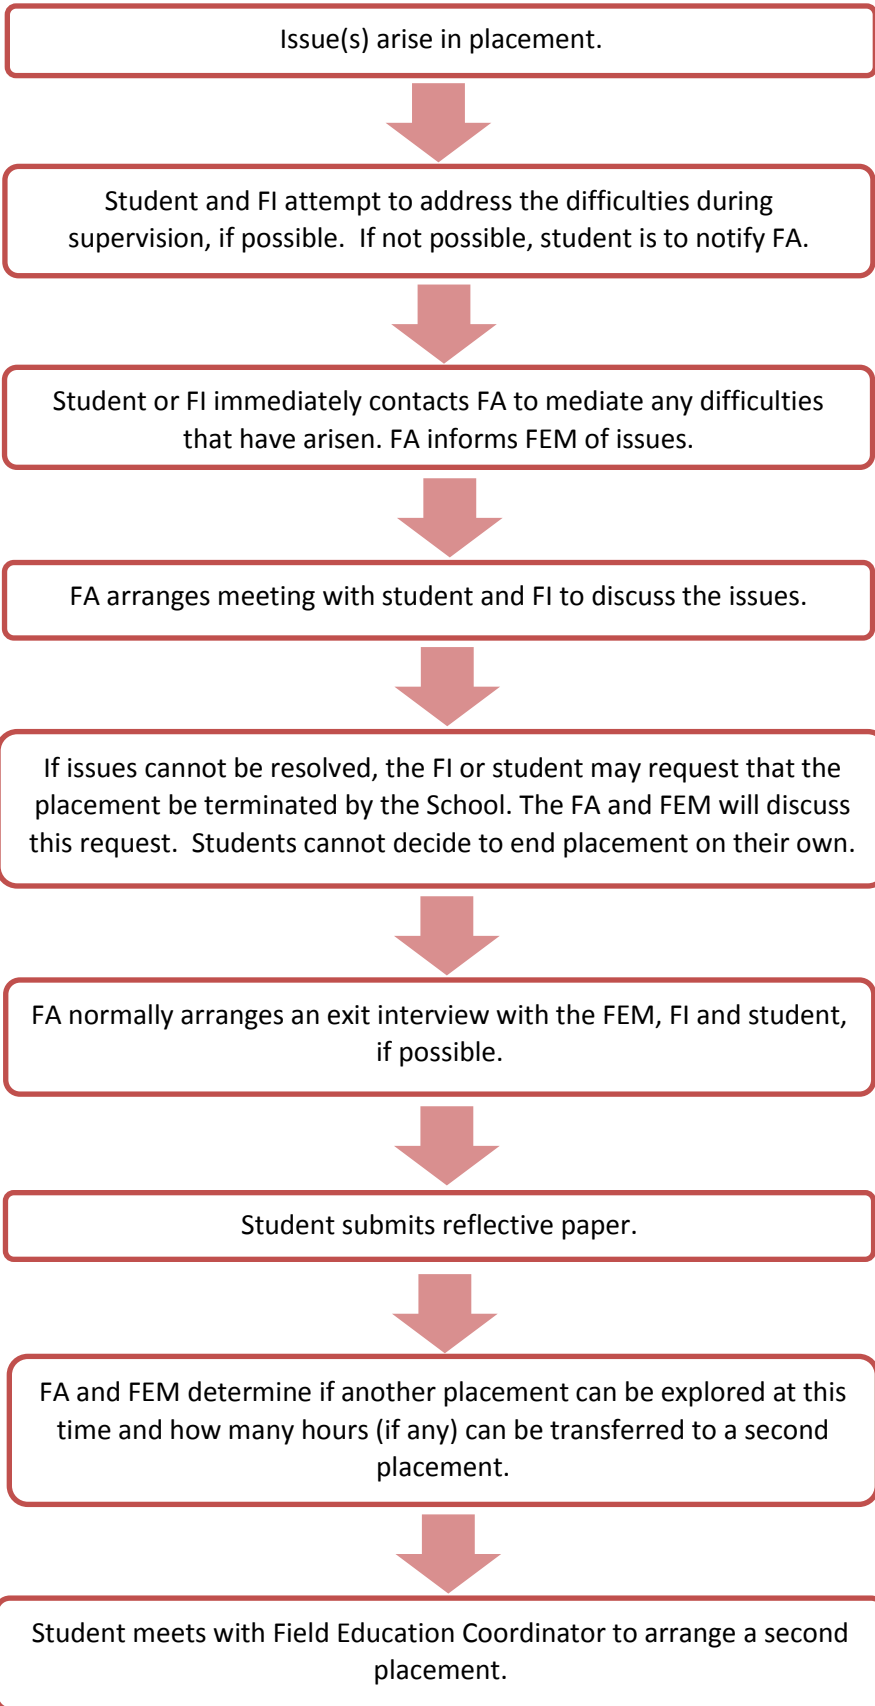 Issue(s) arise in placement.
Student and FI attempt to address the difficulties during
supervision, if possible.  If not possible, student is to notify FA.
Student or FI immediately contacts FA to mediate any difficulties
that have arisen. FA informs FEM of issues.
FA arranges meeting with student and FI to discuss the issues.
If issues cannot be resolved, the FI or student may request that the
placement be terminated by the School. The FA and FEM will discuss
this request.  Students cannot decide to end placement on their own.
FA normally arranges an exit interview with the FEM, FI and student,
if possible.
Student submits reflective paper.
FA and FEM determine if another placement can be explored at this
time and how many hours (if any) can be transferred to a second
placement.
Student meets with Field Education Coordinator to arrange a second
placement.